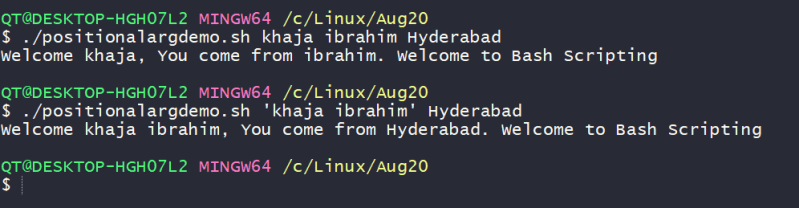 QT@DESKTOP-HGH07L2 MINGW64 /c/Linux/Aug20
$ ./positionalargdemo.sh khaja ibrahim Hyderabad
Welcome khaja, You come from ibrahim. Welcome to Bash Scripting
QT@DESKTOP-HGH07L2 MINGW64 /c/Linux/Aug20
$ ./positionalargdemo.sh 'khaja ibrahim' Hyderabad
Welcome khaja ibrahim, You come from Hyderabad. Welcome to Bash Scripting
QT@DESKTOP-HGH07L2 MINGW64 /c/Linux/Aug20
$